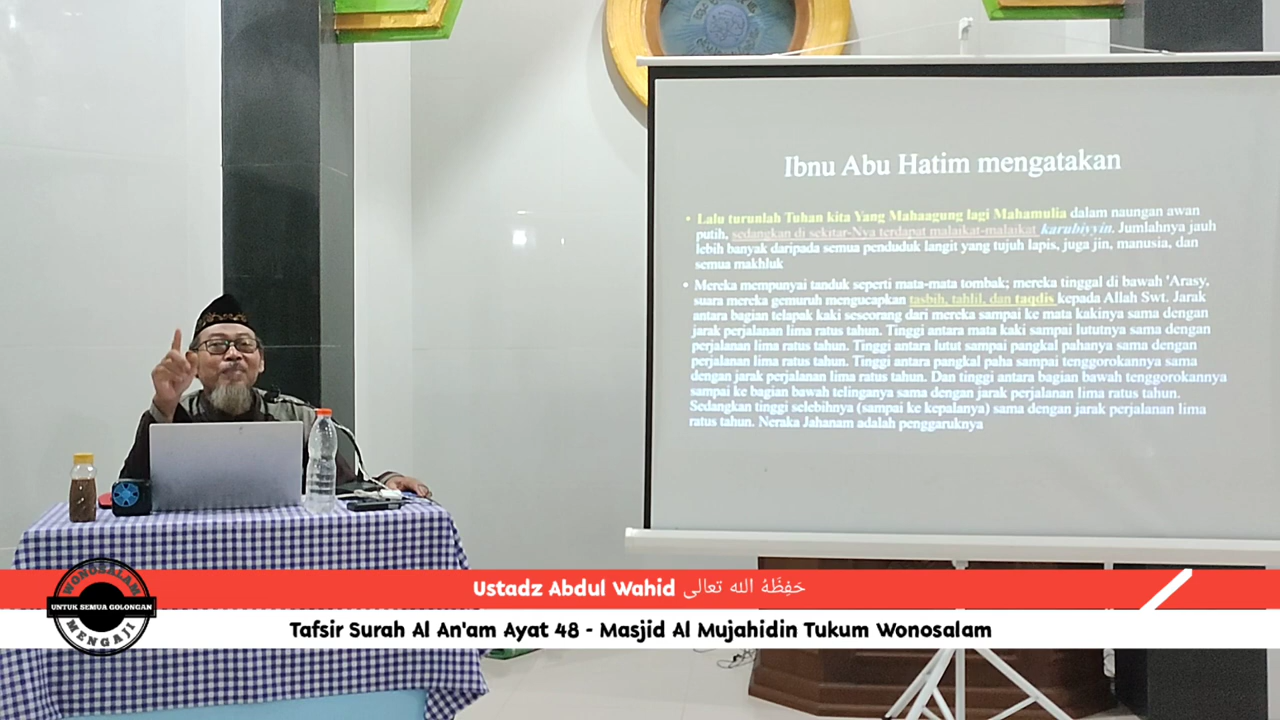 Ibnu Abu Hatim mengatakan
• Lalu turunlah Tuhan kita Yang Mahaagung lagi Mahamulia dalam naungan awan
putih, sedangkan di sekitar-Nya terdapat malaikat-malaikat karubiyyin. Jumlahnya jauh
lebih banyak daripada semua penduduk langit yang tujuh lapis, juga jin, manusia, dan
semua makhluk
• Mereka mempunyai tanduk seperti mata-mata tombak; mereka tinggal di bawah 'Arasy,
suara mereka gemuruh mengucapkan tasbih, tahlil, dan taqdis kepada Allah Swt. Jarak
antara bagian telapak kaki seseorang dari mereka sampai ke mata kakinya sama dengan
jarak perjalanan lima ratus tahun. Tinggi antara mata kaki sampai lututnya sama dengan
perjalanan lima ratus tahun. Tinggi antara lutut sampai pangkal pahanya sama dengan
perjalanan lima ratus tahun. Tinggi antara pangkal paha sampai tenggorokannya sama
dengan jarak perjalanan lima ratus tahun. Dan tinggi antara bagian bawah tenggorokannya
sampai ke bagian bawah telinganya sama dengan jarak perjalanan lima ratus tahun.
Sedangkan tinggi selebihnya (sampai ke kepalanya) sama dengan jarak perjalanan lima
ratus tahun. Neraka Jahanam adalah penggaruknya
Ustadz Abdul Wahid حَفِظَهُ الله تعالى
Tafsir Surah Al An'am Ayat 48 - Masjid Al Mujahidin Tukum Wonosalam
WONOSALAM
UNTUK SEMUA GOLONGAN
MENGAJI